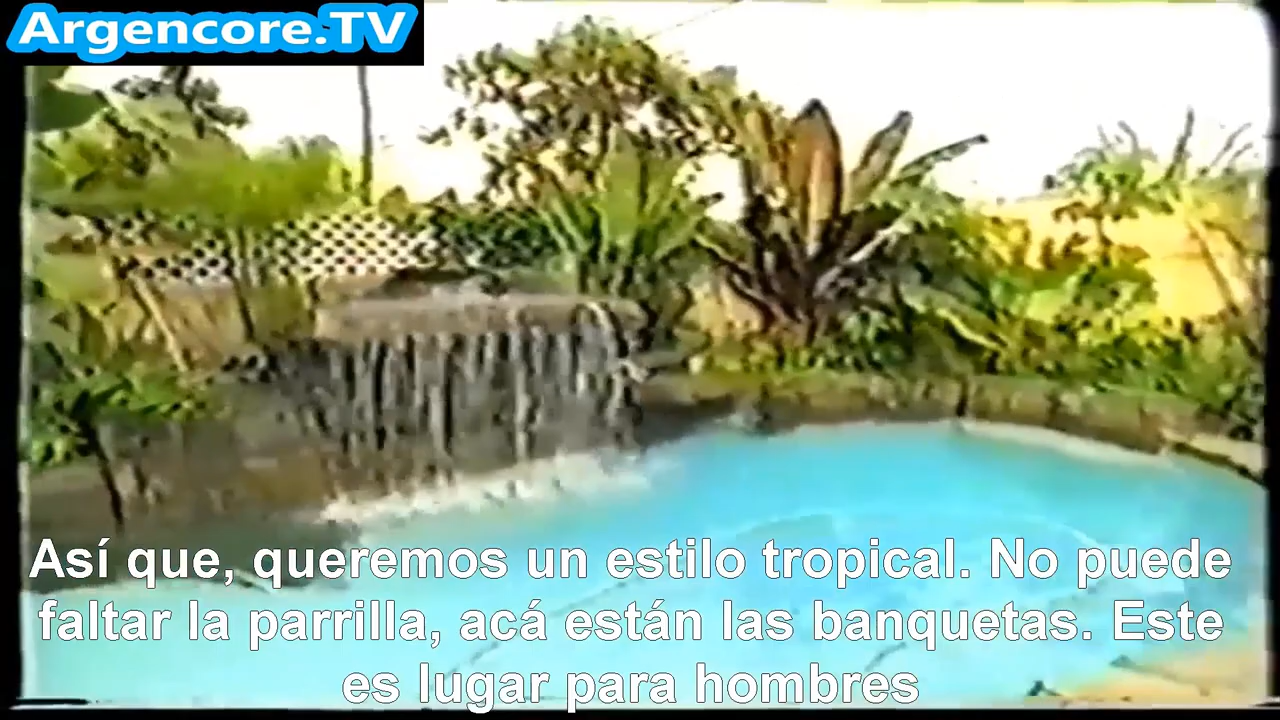 Argencore.TV
Así que, queremos un estilo tropical. No puede
faltar la parrilla, acá están las banquetas. Este
es lugar para hombres